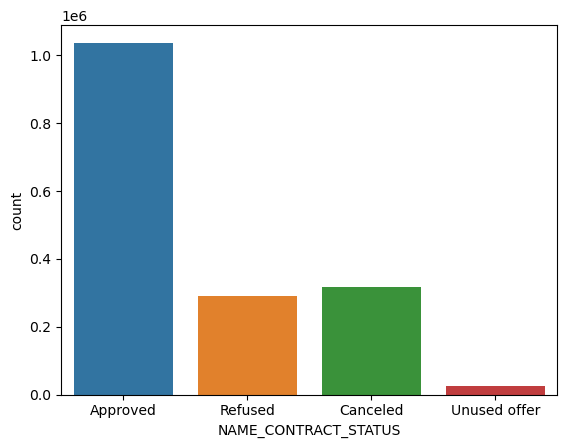 1e6
1.0
0.8
0.6
0.4
0.2
0.0
count
Approved Refused Canceled Unused offer
NAME_CONTRACT_STATUS